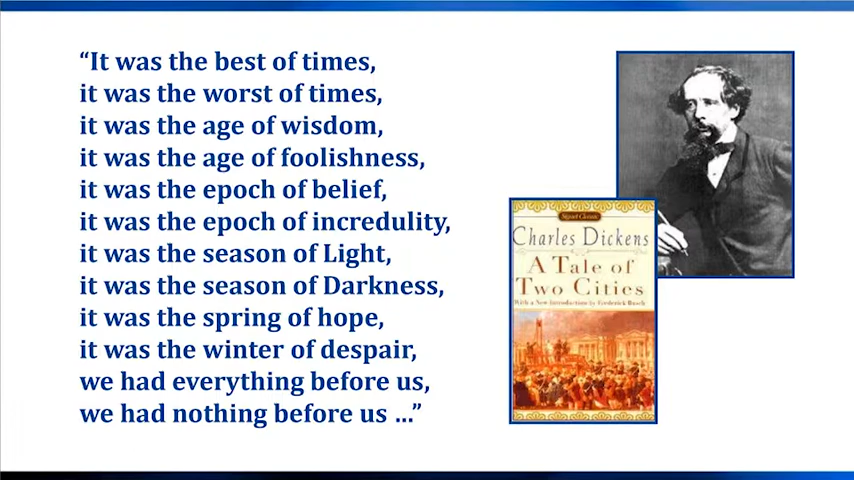 “It was the best of times,
it was the worst of times,
it was the age of wisdom,
it was the age of foolishness,
it was the epoch of belief,
it was the epoch of incredulity,
it was the season of Light,
it was the season of Darkness,
it was the spring of hope,
it was the winter of despair,
we had everything before us,
we had nothing before us ...”
Signet Classic
Charles Dickens
A Tale of
Two Cities
With a New Introduction by Frederick Busch